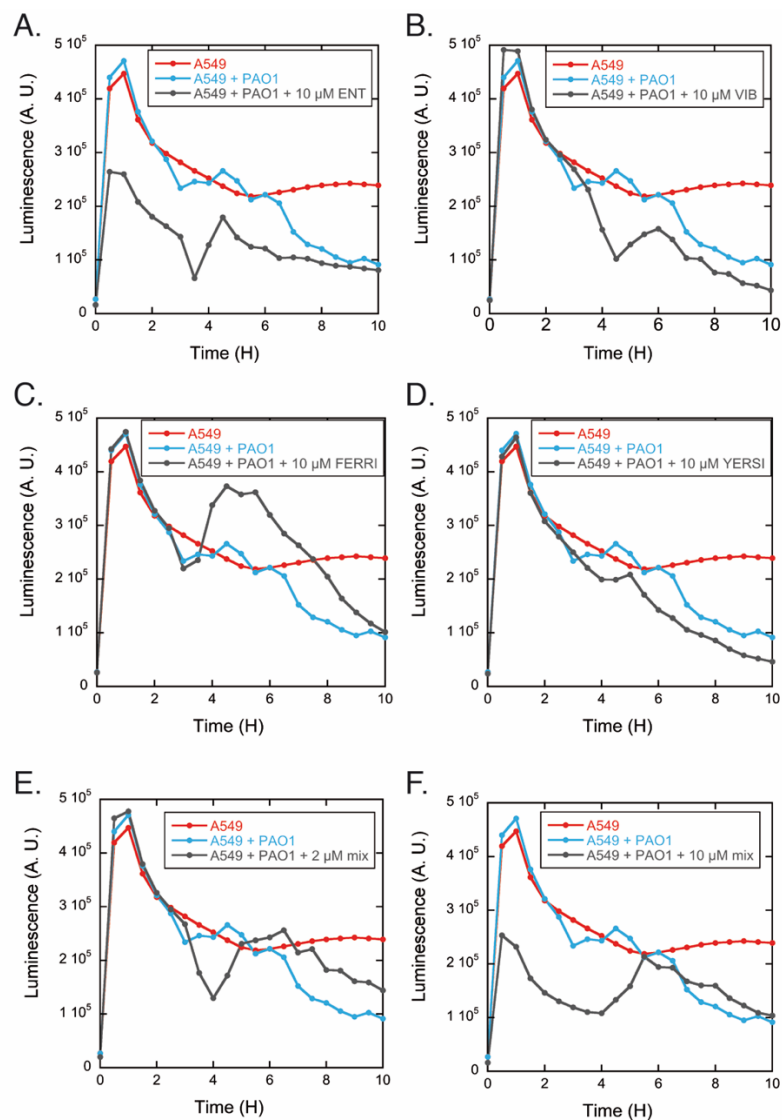 A.
5 10⁵
4 10⁵
3 10⁵
2 10⁵
1 10⁵
0
Luminescence (A. U.)
A549
A549 + PAO1
A549 + PAO1 + 10 µM ENT
0 2 4 6 8 10
Time (H)
B.
5 10⁵
4 10⁵
3 10⁵
2 10⁵
1 10⁵
0
Luminescence (A. U.)
A549
A549 + PAO1
A549 + PAO1 + 10 µM VIB
0 2 4 6 8 10
Time (H)
C.
5 10⁵
4 10⁵
3 10⁵
2 10⁵
1 10⁵
0
Luminescence (A. U.)
A549
A549 + PAO1
A549 + PAO1 + 10 µM FERRI
0 2 4 6 8 10
Time (H)
D.
5 10⁵
4 10⁵
3 10⁵
2 10⁵
1 10⁵
0
Luminescence (A. U.)
A549
A549 + PAO1
A549 + PAO1 + 10 µM YERSI
0 2 4 6 8 10
Time (H)
E.
5 10⁵
4 10⁵
3 10⁵
2 10⁵
1 10⁵
0
Luminescence (A. U.)
A549
A549 + PAO1
A549 + PAO1 + 2 µM mix
0 2 4 6 8 10
Time (H)
F.
5 10⁵
4 10⁵
3 10⁵
2 10⁵
1 10⁵
0
Luminescence (A. U.)
A549
A549 + PAO1
A549 + PAO1 + 10 µM mix
0 2 4 6 8 10
Time (H)